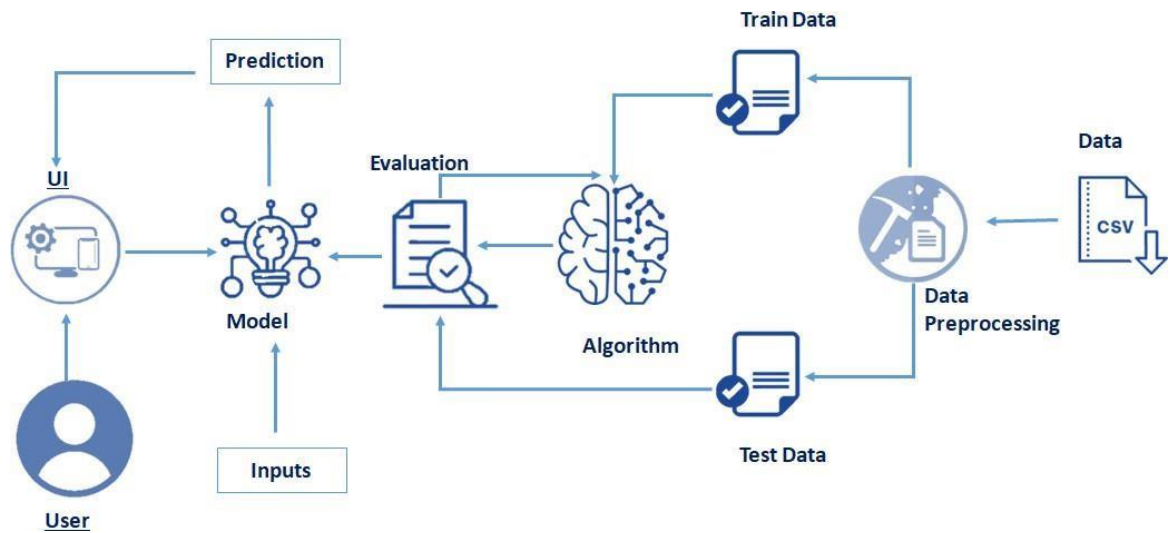 Train Data
Prediction
Data
Evaluation
UI
CSV
Model
Data
Preprocessing
Algorithm
Inputs
Test Data
User